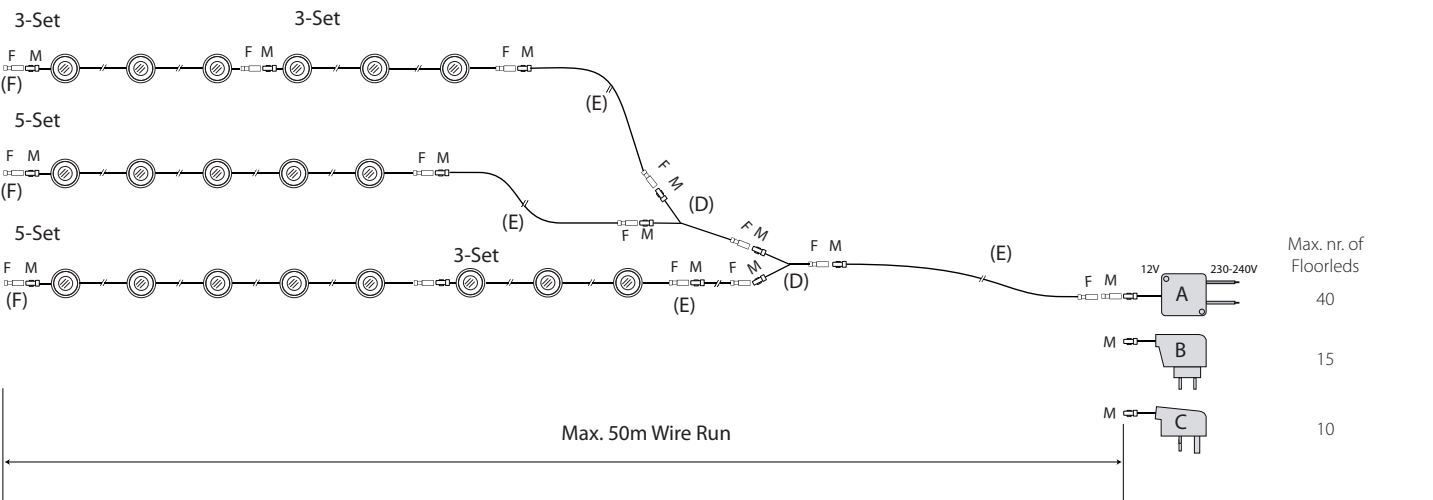 3-Set
3-Set
F M
F M
F M
(F)
(E)
5-Set
F M
F M
F M
(F)
(D)
(E)
F M
F M
5-Set
3-Set
F M
(E)
Max. nr. of
Floorleds
F M
F M
F M
(F)
(E)
(D)
12V
230-240V
F M
A
40
M
B
15
M
C
10
Max. 50m Wire Run